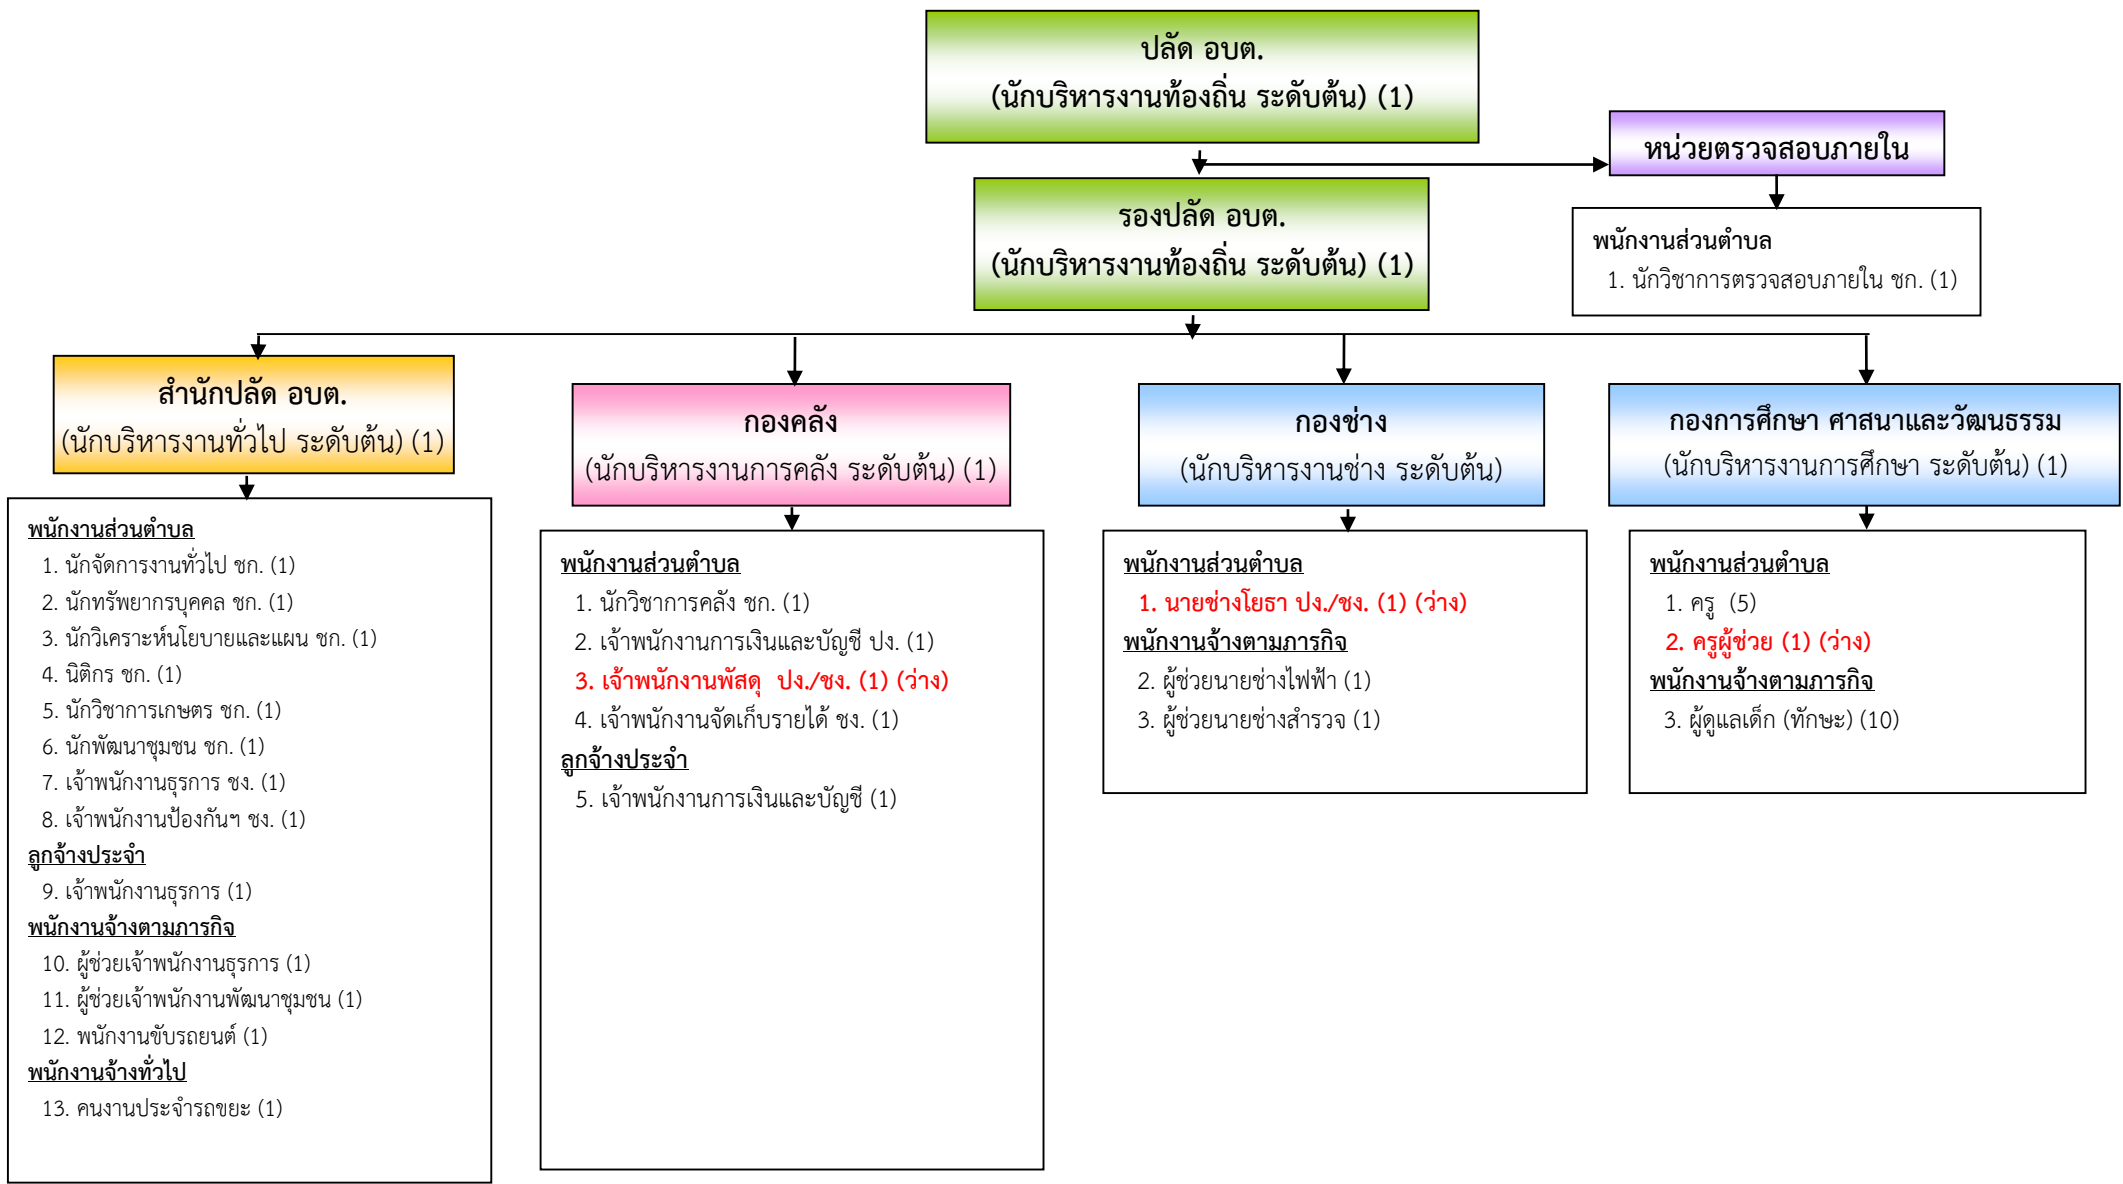 ปลัด อบต.
(นักบริหารงานท้องถิ่น ระดับต้น) (1)
หน่วยตรวจสอบภายใน
พนักงานส่วนตำบล
1. นักวิชาการตรวจสอบภายใน ชก. (1)
รองปลัด อบต.
(นักบริหารงานท้องถิ่น ระดับต้น) (1)
สำนักปลัด อบต.
(นักบริหารงานทั่วไป ระดับต้น) (1)
พนักงานส่วนตำบล
1. นักจัดการงานทั่วไป ชก. (1)
2. นักทรัพยากรบุคคล ชก. (1)
3. นักวิเคราะห์นโยบายและแผน ชก. (1)
4. นิติกร ชก. (1)
5. นักวิชาการเกษตร ชก. (1)
6. นักพัฒนาชุมชน ชก. (1)
7. เจ้าพนักงานธุรการ ชง. (1)
8. เจ้าพนักงานป้องกันฯ ชง. (1)
ลูกจ้างประจำ
9. เจ้าพนักงานธุรการ (1)
พนักงานจ้างตามภารกิจ
10. ผู้ช่วยเจ้าพนักงานธุรการ (1)
11. ผู้ช่วยเจ้าพนักงานพัฒนาชุมชน (1)
12. พนักงานขับรถยนต์ (1)
พนักงานจ้างทั่วไป
13. คนงานประจำรถขยะ (1)
กองคลัง
(นักบริหารงานการคลัง ระดับต้น) (1)
พนักงานส่วนตำบล
1. นักวิชาการคลัง ชก. (1)
2. เจ้าพนักงานการเงินและบัญชี ปง. (1)
3. เจ้าพนักงานพัสดุ ปง./ชง. (1) (ว่าง)
4. เจ้าพนักงานจัดเก็บรายได้ ชง. (1)
ลูกจ้างประจำ
5. เจ้าพนักงานการเงินและบัญชี (1)
กองช่าง
(นักบริหารงานช่าง ระดับต้น)
พนักงานส่วนตำบล
1. นายช่างโยธา ปง./ชง. (1) (ว่าง)
พนักงานจ้างตามภารกิจ
2. ผู้ช่วยนายช่างไฟฟ้า (1)
3. ผู้ช่วยนายช่างสำรวจ (1)
กองการศึกษา ศาสนาและวัฒนธรรม
(นักบริหารงานการศึกษา ระดับต้น) (1)
พนักงานส่วนตำบล
1. ครู (5)
2. ครูผู้ช่วย (1) (ว่าง)
พนักงานจ้างตามภารกิจ
3. ผู้ดูแลเด็ก (ทักษะ) (10)